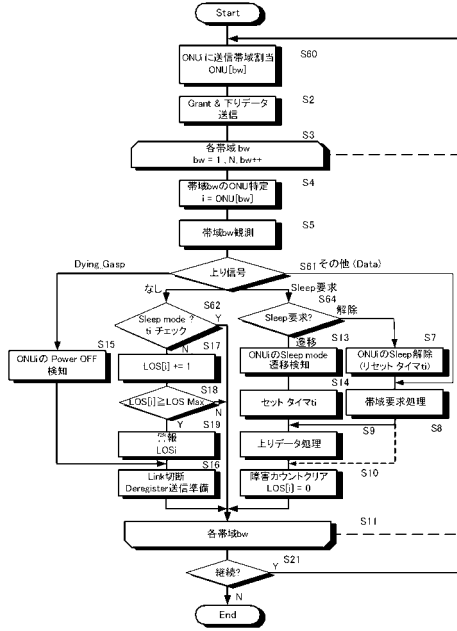 Start
ONUiに送信帯域割当
ONU[bw]
S60
Grant & 下りデータ
送信
S2
S3
各帯域 bw
bw = 1 , N, bw++
S4
帯域bwのONU特定
i = ONU[bw]
S5
帯域bw観測
Dying_Gasp
上り信号
S61 その他 (Data)
なし
Sleep要求
S62
S64
Sleep mode ?
ti チェック
Y
Sleep要求?
解除
N
遷移
S15
S17
S13
S7
ONUiの Power OFF
検知
LOS[i] += 1
ONUiのSleep mode
遷移検知
ONUiのSleep解除
(リセット タイマti)
S18
S14
LOS[i]≧LOS Max
N
セット タイマti
帯域要求処理
Y
S19
S9
S8
LOSi
上りデータ処理
S16
S10
Link切断
Deregister送信準備
障害カウントクリア
LOS[i] = 0
S11
各帯域bw
S21
継続?
Y
N
End